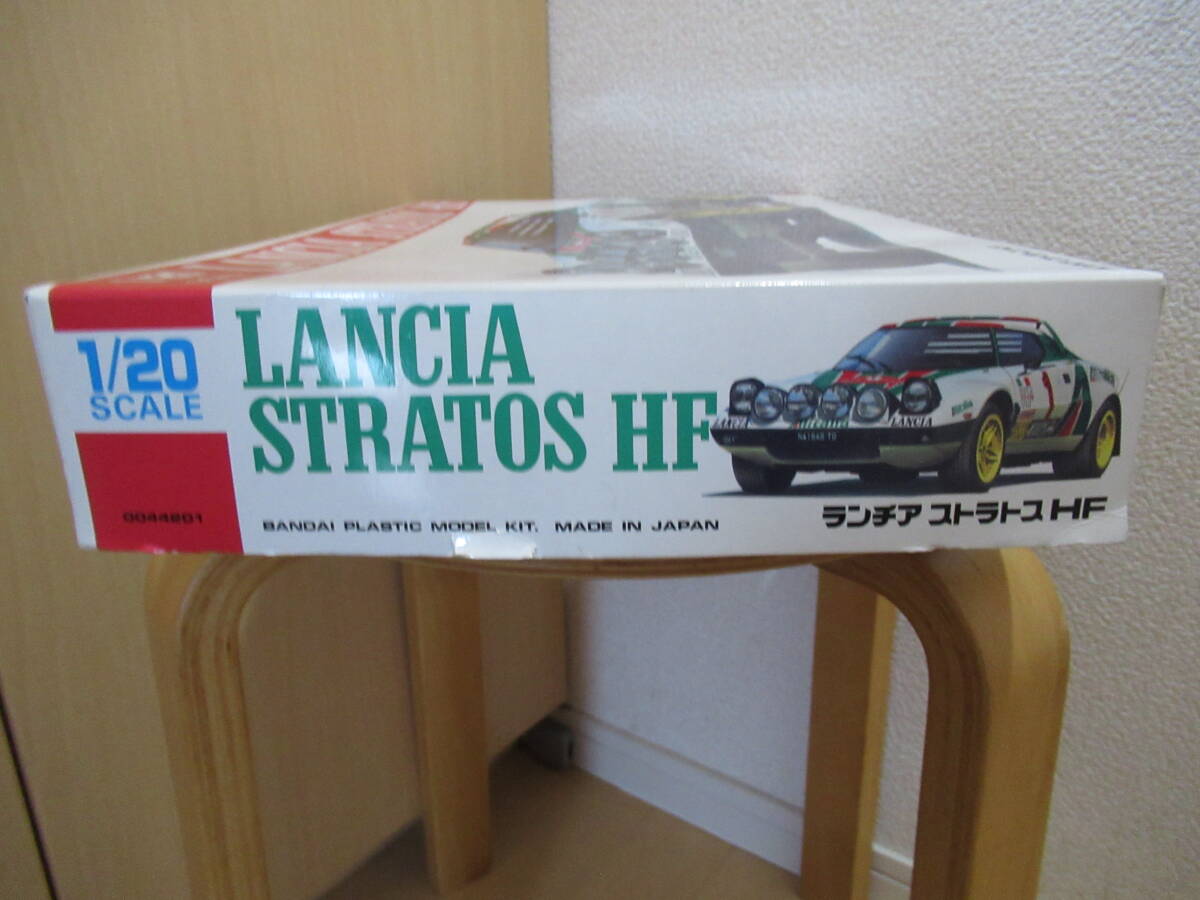 1/20
SCALE
LANCIA
STRATOS HF
0044201
BANDAI PLASTIC MODEL KIT. MADE IN JAPAN
LANCIA
ランチア ストラトス HF